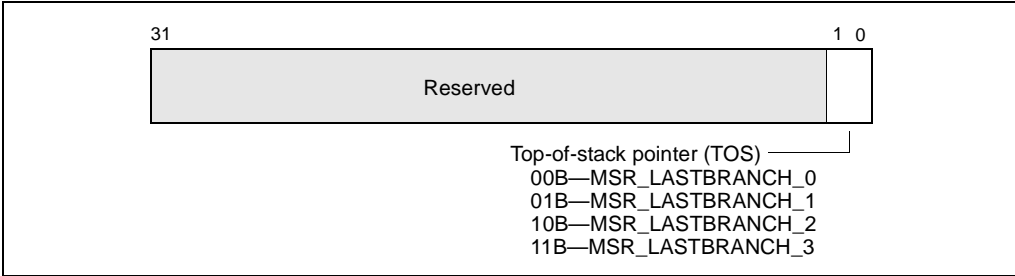 31 1 0
Reserved
Top-of-stack pointer (TOS)
00B—MSR_LASTBRANCH_0
01B—MSR_LASTBRANCH_1
10B—MSR_LASTBRANCH_2
11B—MSR_LASTBRANCH_3